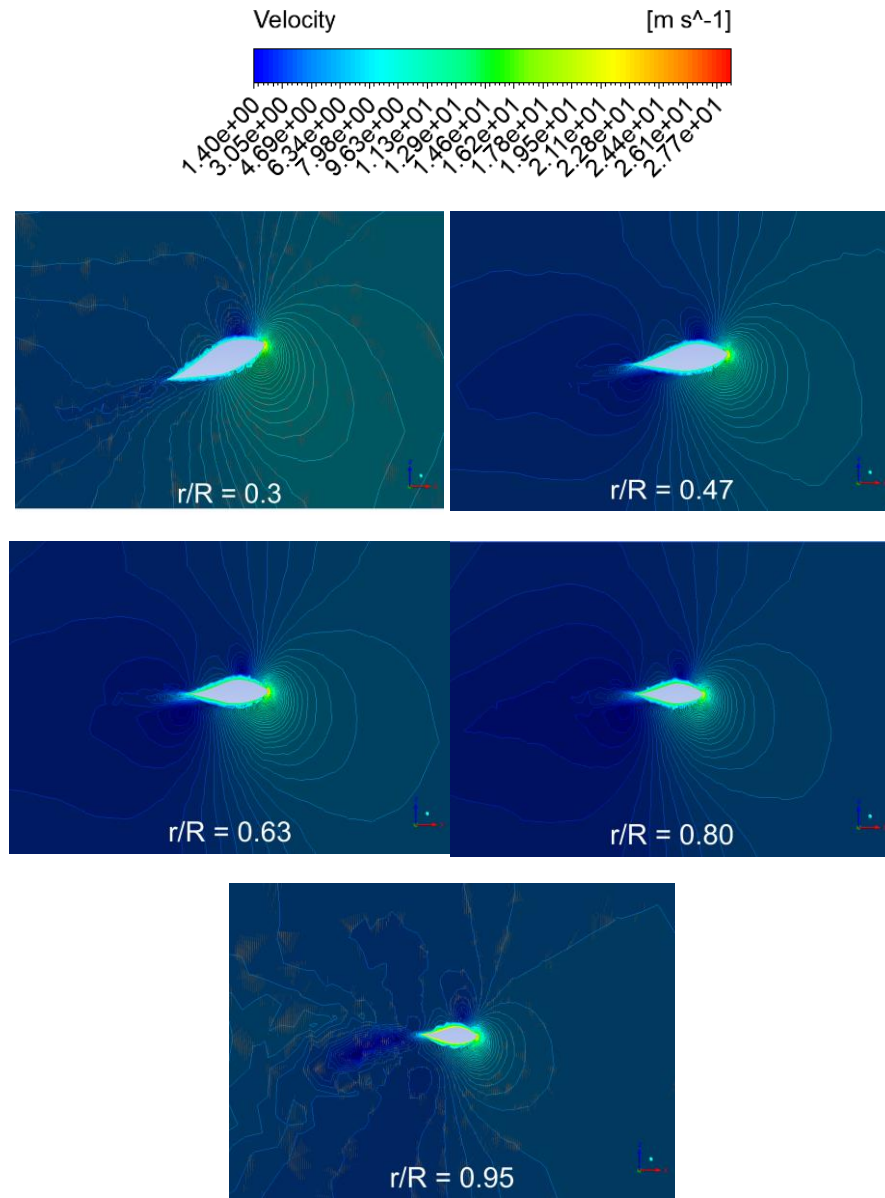 Velocity [m s^-1]
1.40e+00 3.05e+00 4.69e+00 6.34e+00 7.98e+00 9.63e+00 1.13e+01 1.29e+01 1.46e+01 1.62e+01 1.78e+01 1.95e+01 2.11e+01 2.28e+01 2.44e+01 2.61e+01 2.77e+01
r/R = 0.3 r/R = 0.47
r/R = 0.63 r/R = 0.80
r/R = 0.95